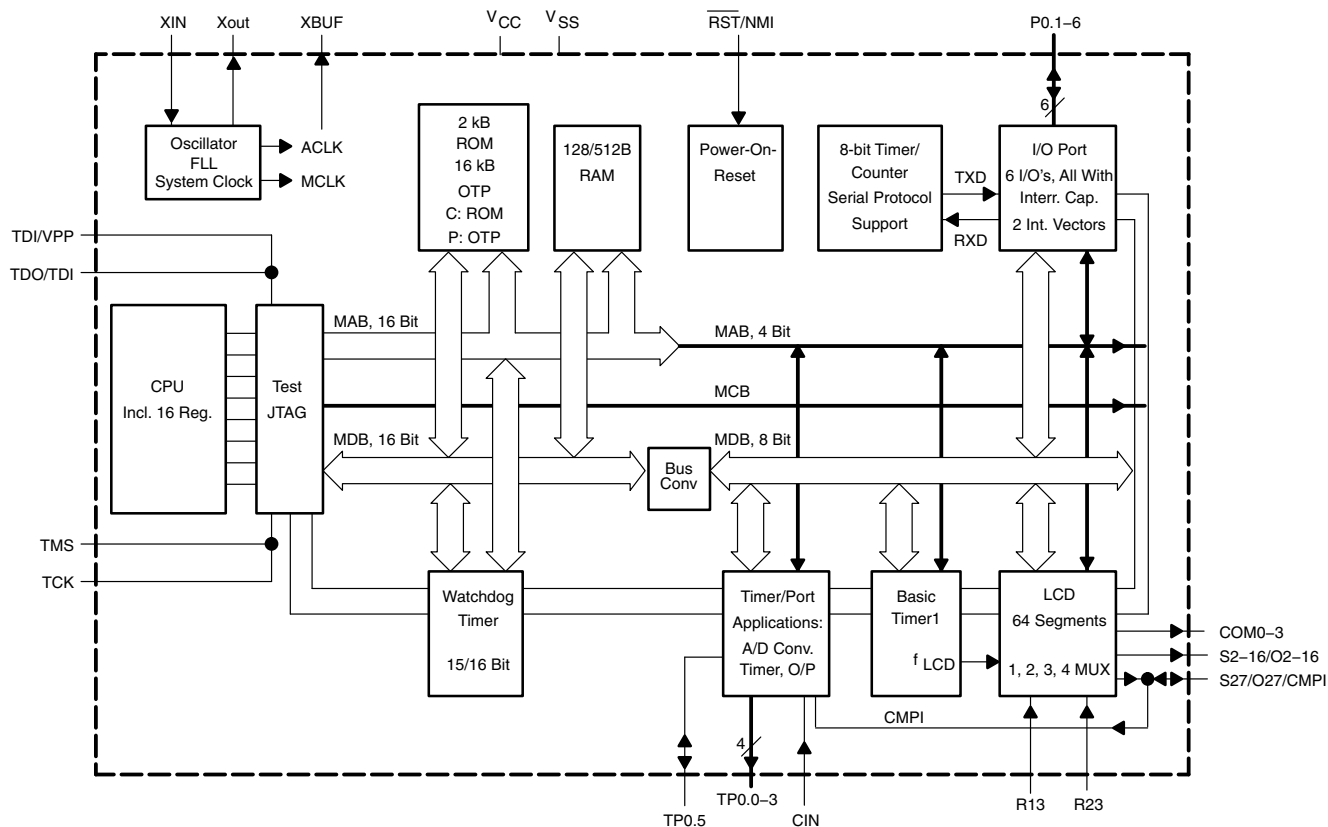 XIN
Xout
XBUF
VCC
VSS
RST/NMI
P0.1–6
6
Oscillator
FLL
System Clock
ACLK
MCLK
2 kB
ROM
16 kB
OTP
C: ROM
P: OTP
128/512B
RAM
Power-On-
Reset
8-bit Timer/
Counter
Serial Protocol
Support
TXD
RXD
I/O Port
6 I/O's, All With
Interr. Cap.
2 Int. Vectors
TDI/VPP
TDO/TDI
CPU
Incl. 16 Reg.
Test
JTAG
MAB, 16 Bit
MAB, 4 Bit
MCB
MDB, 16 Bit
Bus
Conv
MDB, 8 Bit
TMS
TCK
Watchdog
Timer
15/16 Bit
Timer/Port
Applications:
A/D Conv.
Timer, O/P
Basic
Timer1
fLCD
LCD
64 Segments
1, 2, 3, 4 MUX
COM0–3
S2–16/O2–16
S27/O27/CMPI
CMPI
4
TP0.5
TP0.0–3
CIN
R13
R23